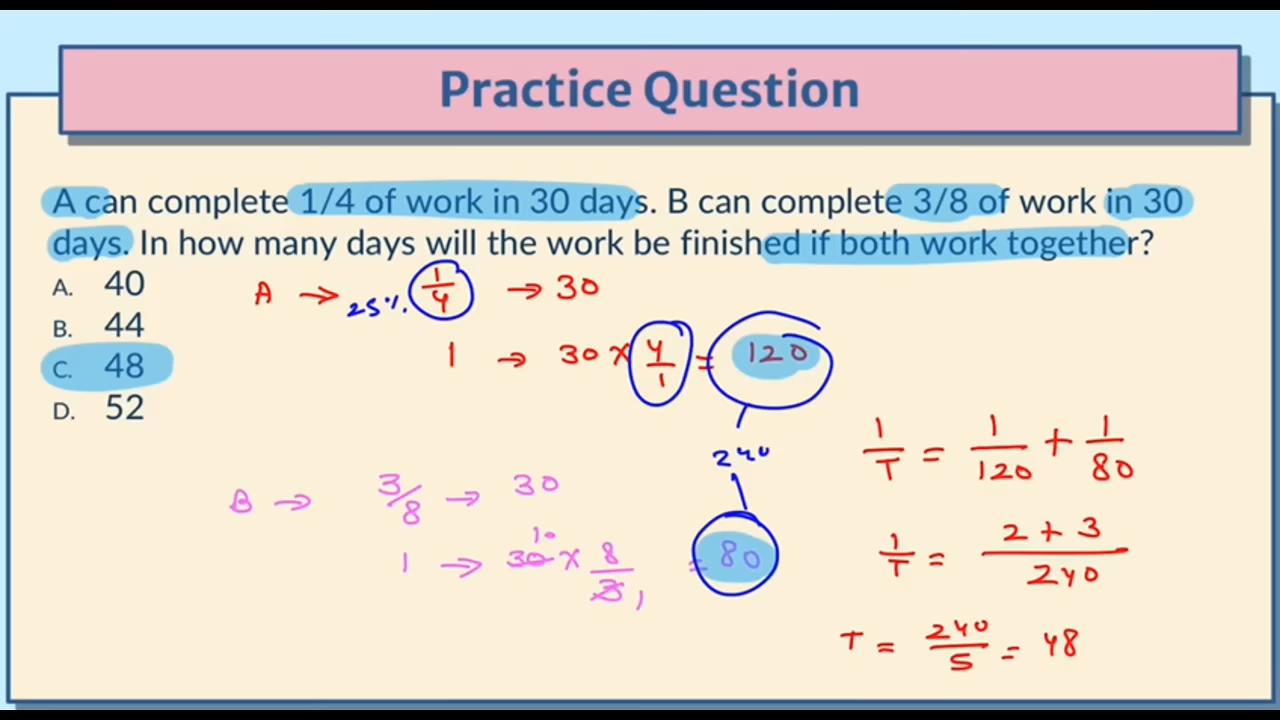 Practice Question
A can complete 1/4 of work in 30 days. B can complete 3/8 of work in 30
days. In how many days will the work be finished if both work together?
A. 40
B. 44
C. 48
D. 52
A → 25%. 1/4 → 30
1 → 30 × 4/1 = 120
240
B → 3/8 → 30
10
1 → 30 × 8/3 1 = 80
1/T = 1/120 + 1/80
1/T = 2 + 3/240
T = 240/5 = 48